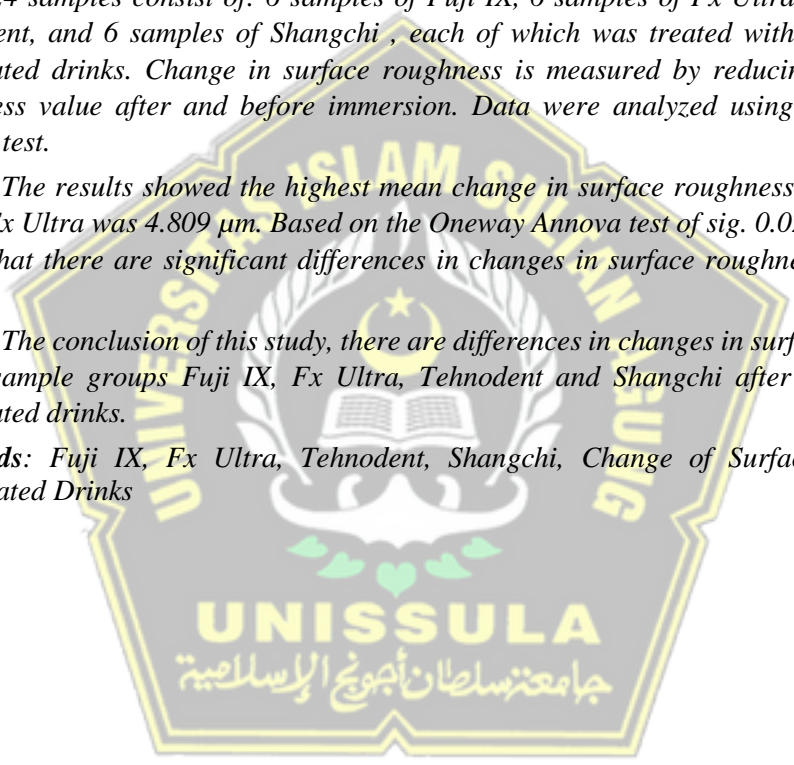 24 samples consist of: 6 samples of Fuji IX, 6 samples of Fx Ultra
ent, and 6 samples of Shangchi , each of which was treated with
ated drinks. Change in surface roughness is measured by reducin
ess value after and before immersion. Data were analyzed using
test.
The results showed the highest mean change in surface roughness
x Ultra was 4.809 µm. Based on the Oneway Annova test of sig. 0.0
hat there are significant differences in changes in surface roughne
The conclusion of this study, there are differences in changes in surf
sample groups Fuji IX, Fx Ultra, Tehnodent and Shangchi after
ated drinks.
ds: Fuji IX, Fx Ultra, Tehnodent, Shangchi, Change of Surfac
ated Drinks
UNIVERSITAS ISLAM SULTAN AGUNG
UNISSULA
جامعة سلطان أجونج الإسلامية